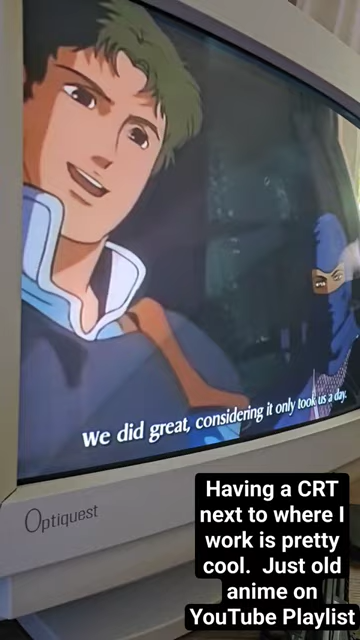 We did great, considering it only took us a day.
Optiquest
Having a CRT
next to where I
work is pretty
cool.  Just old
anime on
YouTube Playlist